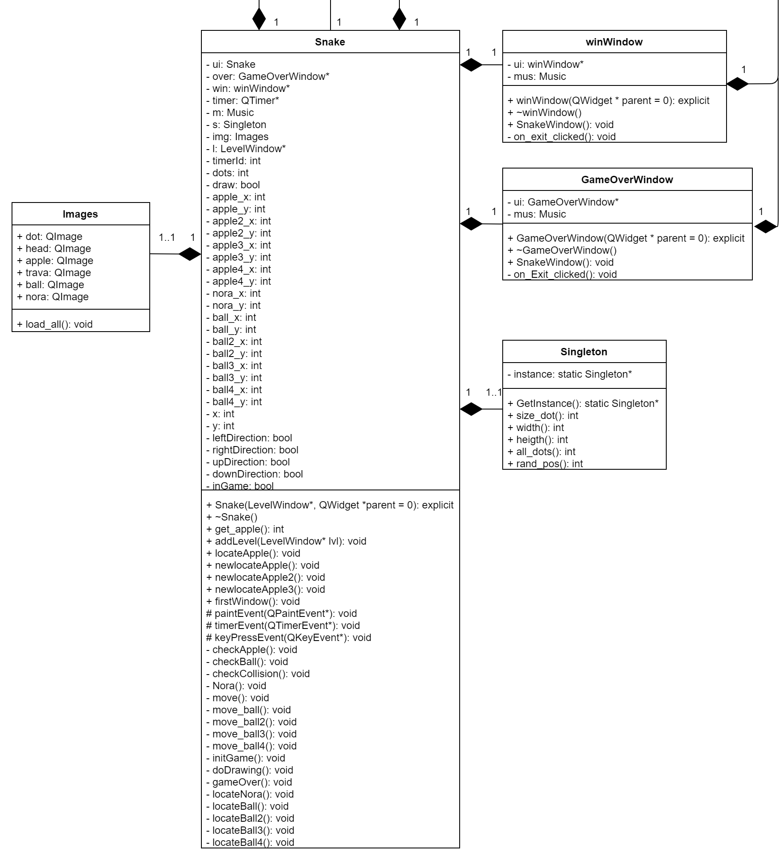 1
1
1
Snake
- ui: Snake
- over: GameOverWindow*
- win: winWindow*
- timer: QTimer*
- m: Music
- s: Singleton
- img: Images
- l: LevelWindow*
- timerId: int
- dots: int
- draw: bool
- apple_x: int
- apple_y: int
- apple2_x: int
- apple2_y: int
- apple3_x: int
- apple3_y: int
- apple4_x: int
- apple4_y: int
- nora_x: int
- nora_y: int
- ball_x: int
- ball_y: int
- ball2_x: int
- ball2_y: int
- ball3_x: int
- ball3_y: int
- ball4_x: int
- ball4_y: int
- x: int
- y: int
- leftDirection: bool
- rightDirection: bool
- upDirection: bool
- downDirection: bool
- inGame: bool
+ Snake(LevelWindow*, QWidget *parent = 0): explicit
+ ~Snake()
+ get_apple(): int
+ addLevel(LevelWindow* lvl): void
+ locateApple(): void
+ newlocateApple(): void
+ newlocateApple2(): void
+ newlocateApple3(): void
+ firstWindow(): void
# paintEvent(QPaintEvent*): void
# timerEvent(QTimerEvent*): void
# keyPressEvent(QKeyEvent*): void
- checkApple(): void
- checkBall(): void
- checkCollision(): void
- Nora(): void
- move(): void
- move_ball(): void
- move_ball2(): void
- move_ball3(): void
- move_ball4(): void
- initGame(): void
- doDrawing(): void
- gameOver(): void
- locateNora(): void
- locateBall(): void
- locateBall2(): void
- locateBall3(): void
- locateBall4(): void
Images
+ dot: QImage
+ head: QImage
+ apple: QImage
+ trava: QImage
+ ball: QImage
+ nora: QImage
+ load_all(): void
1..1 1
1 1
winWindow
- ui: winWindow*
- mus: Music
+ winWindow(QWidget * parent = 0): explicit
+ ~winWindow()
+ SnakeWindow(): void
- on_exit_clicked(): void
1
1 1
GameOverWindow
- ui: GameOverWindow*
- mus: Music
+ GameOverWindow(QWidget * parent = 0): explicit
+ ~GameOverWindow()
+ SnakeWindow(): void
- on_Exit_clicked(): void
1
1 1..1
Singleton
- instance: static Singleton*
+ GetInstance(): static Singleton*
+ size_dot(): int
+ width(): int
+ heigth(): int
+ all_dots(): int
+ rand_pos(): int